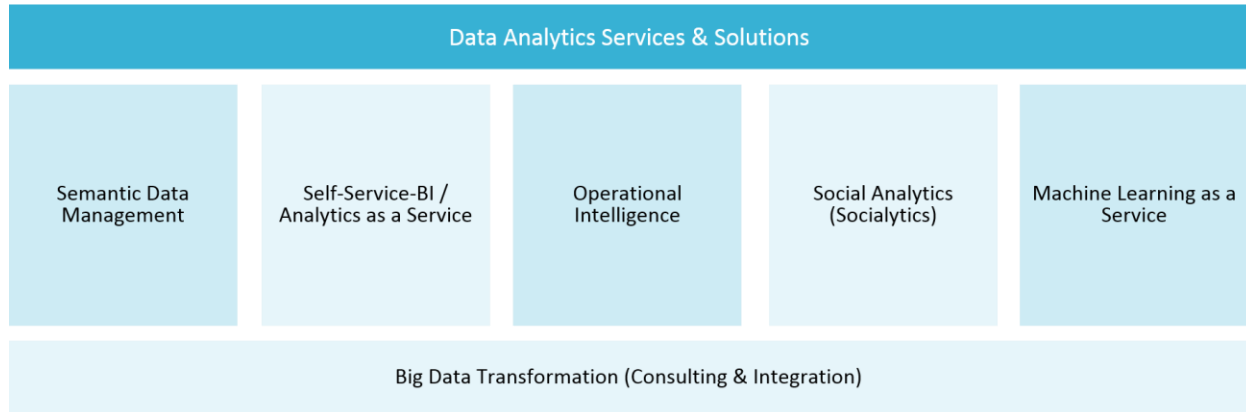 Data Analytics Services & Solutions
Semantic Data
Management
Self-Service-BI /
Analytics as a Service
Operational
Intelligence
Social Analytics
(Socialytics)
Machine Learning as a
Service
Big Data Transformation (Consulting & Integration)